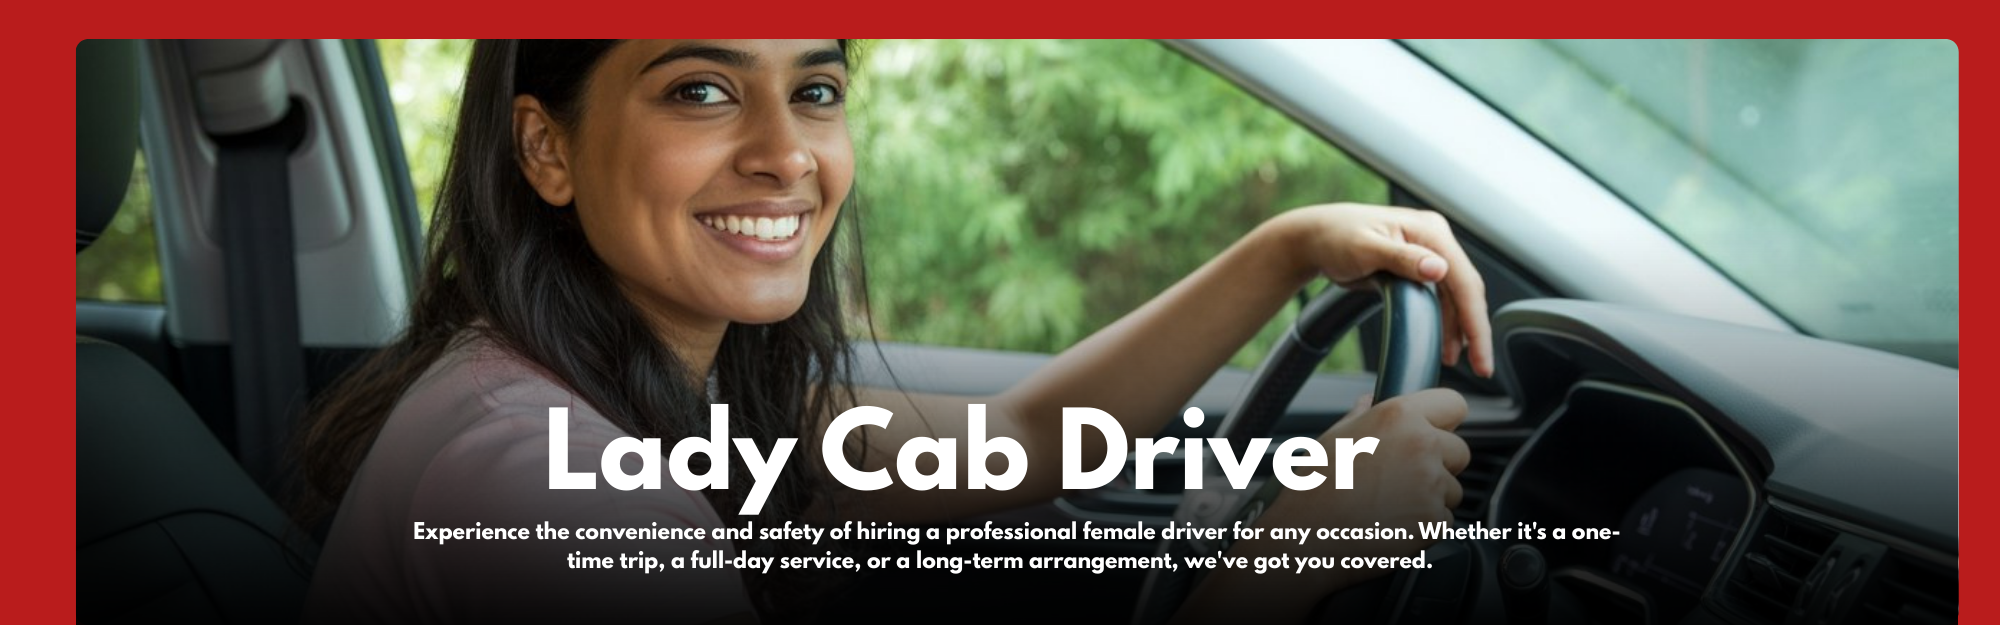 Lady Cab Driver
Experience the convenience and safety of hiring a professional female driver for any occasion. Whether it's a one-
time trip, a full-day service, or a long-term arrangement, we've got you covered.